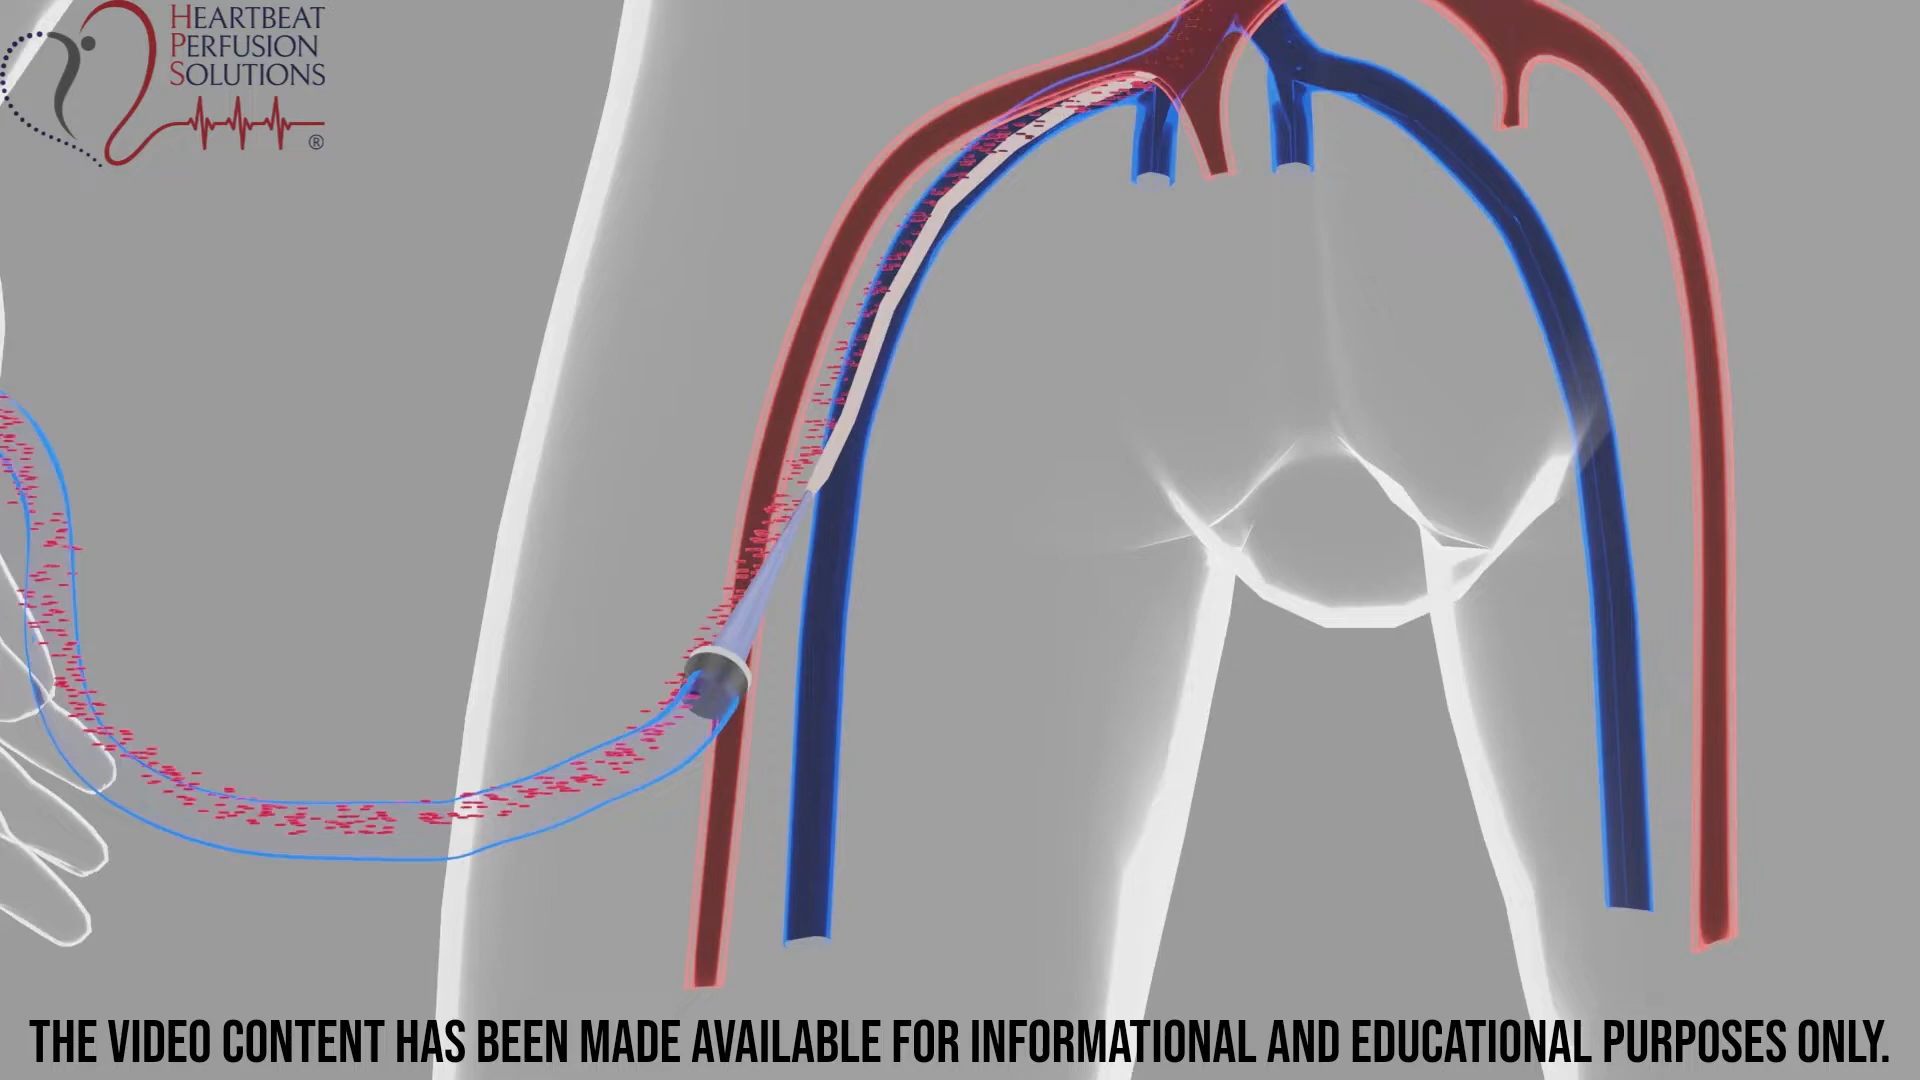 HEARTBEAT
PERFUSION
SOLUTIONS
®
THE VIDEO CONTENT HAS BEEN MADE AVAILABLE FOR INFORMATIONAL AND EDUCATIONAL PURPOSES ONLY.